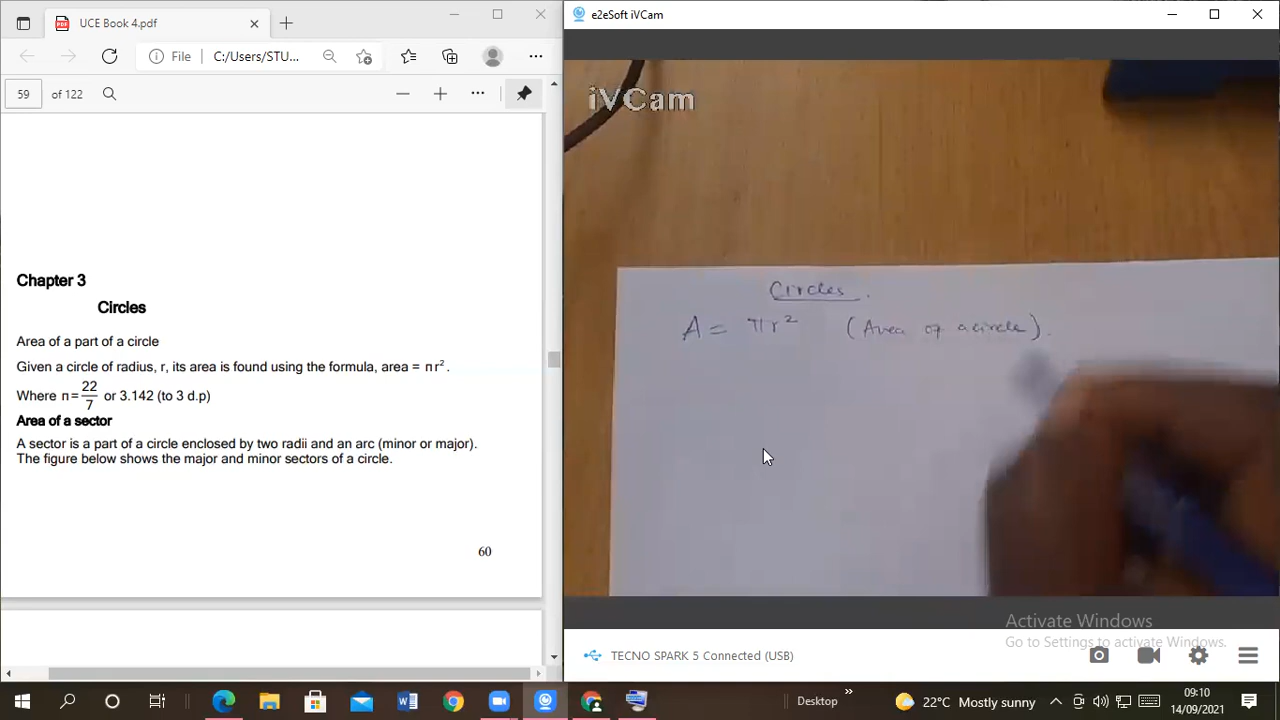 UCE Book 4.pdf
File
C:/Users/STU...
59
of 122
Chapter 3
Circles
Area of a part of a circle
Given a circle of radius, r, its area is found using the formula, area = πr².
Where π= 22/7 or 3.142 (to 3 d.p)
Area of a sector
A sector is a part of a circle enclosed by two radii and an arc (minor or major).
The figure below shows the major and minor sectors of a circle.
60
e2eSoft iVCam
iVCam
Circles.
A = πr² (Area of a circle).
Activate Windows
Go to Settings to activate Windows.
TECNO SPARK 5 Connected (USB)
Desktop
22°C Mostly sunny
09:10
14/09/2021